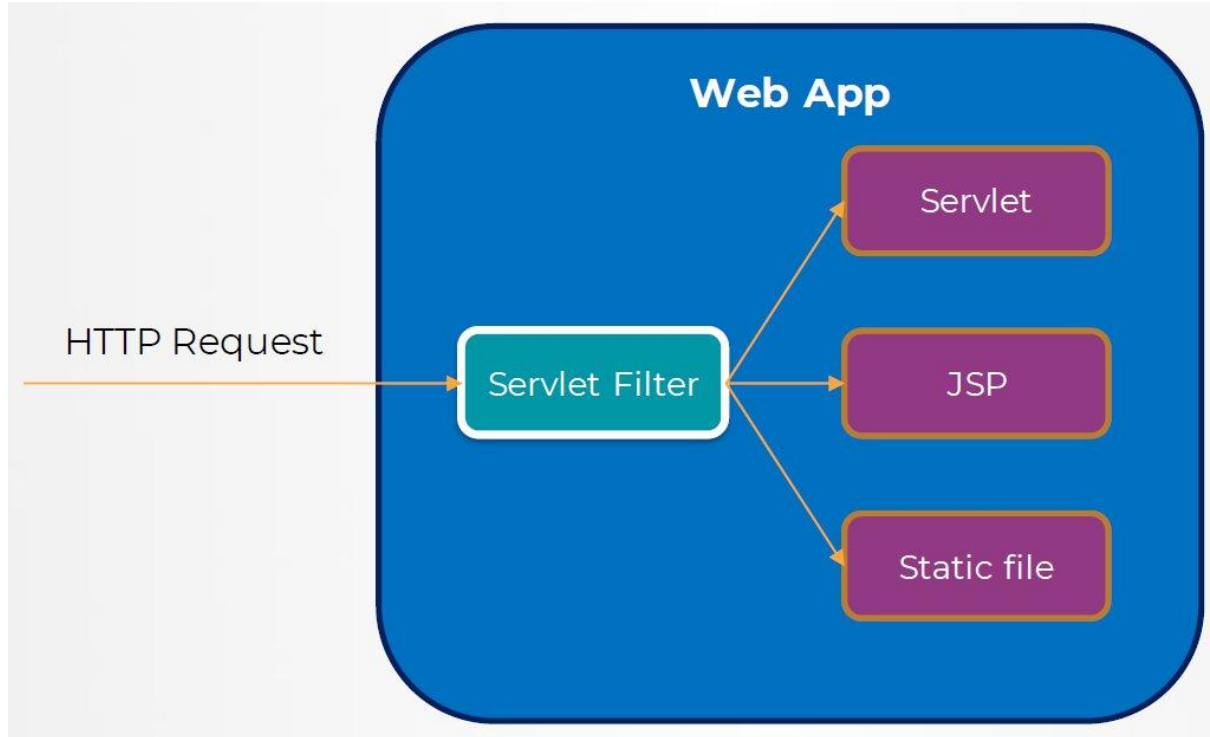 Web App
Servlet
HTTP Request
Servlet Filter
JSP
Static file